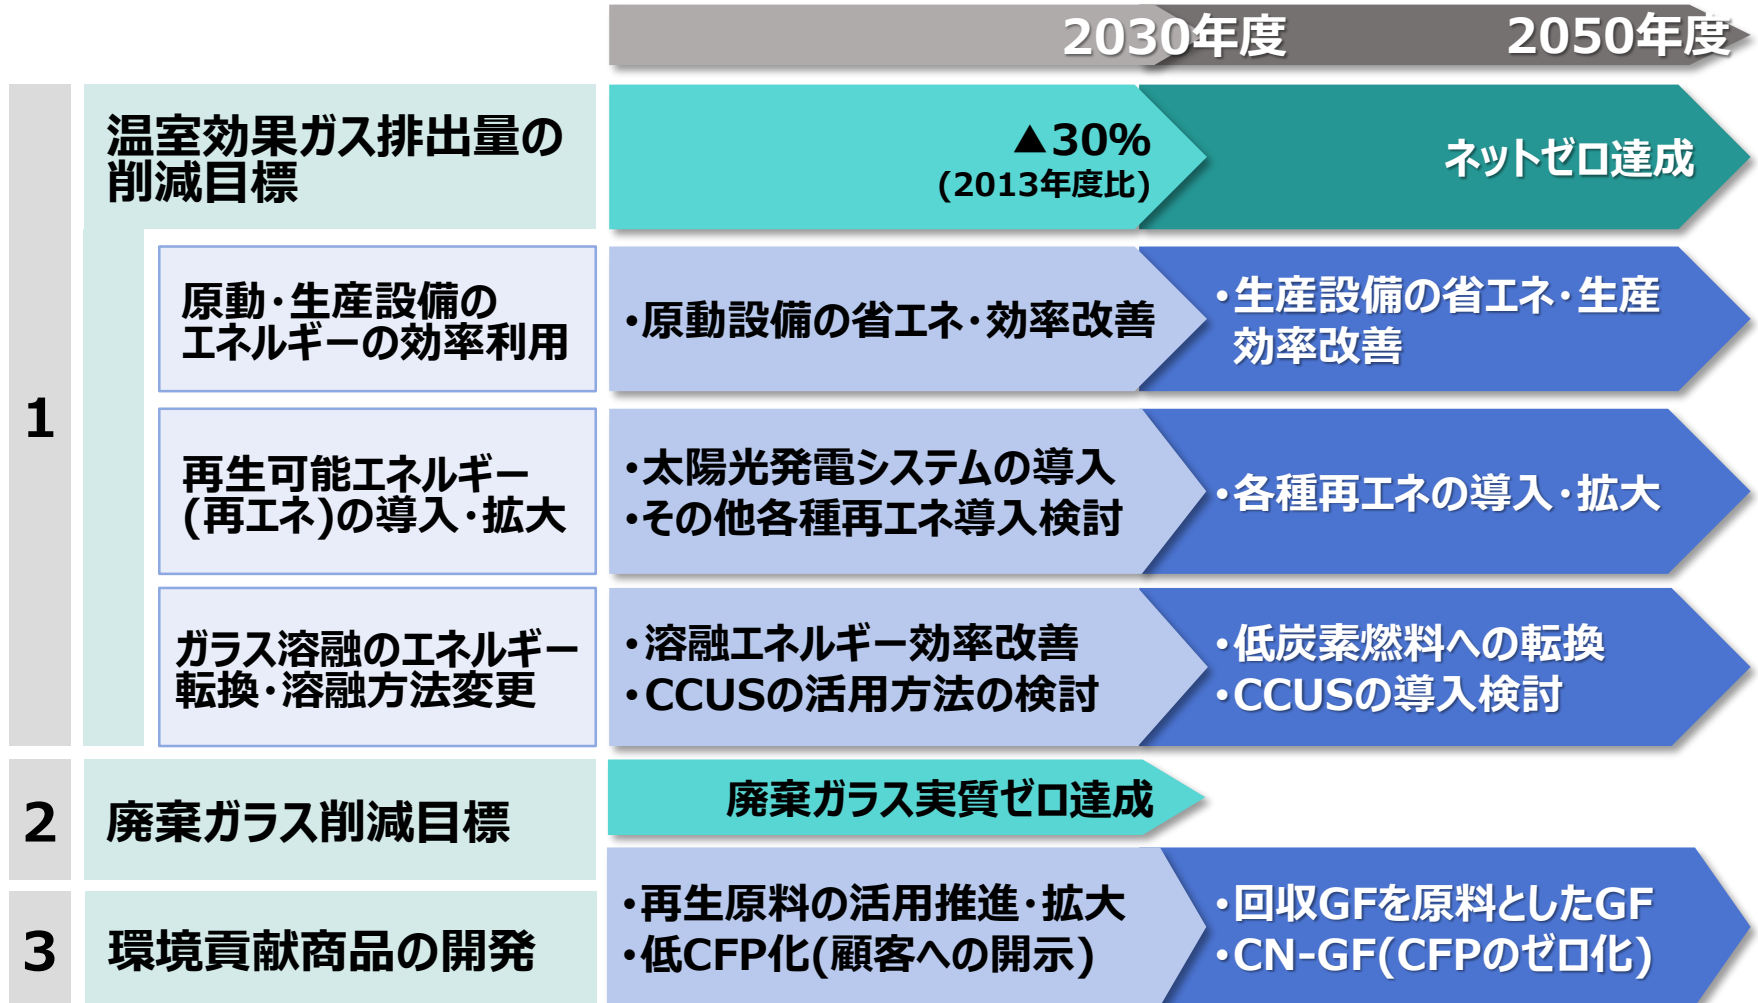 2030年度
2050年度
1
温室効果ガス排出量の
削減目標
▲30%
(2013年度比)
ネットゼロ達成
原動・生産設備の
エネルギーの効率利用
・原動設備の省エネ・効率改善
・生産設備の省エネ・生産
効率改善
再生可能エネルギー
(再エネ)の導入・拡大
・太陽光発電システムの導入
・その他各種再エネ導入検討
・各種再エネの導入・拡大
ガラス溶融のエネルギー
転換・溶融方法変更
・溶融エネルギー効率改善
・CCUSの活用方法の検討
・低炭素燃料への転換
・CCUSの導入検討
2
廃棄ガラス削減目標
廃棄ガラス実質ゼロ達成
3
環境貢献商品の開発
・再生原料の活用推進・拡大
・低CFP化(顧客への開示)
・回収GFを原料としたGF
・CN-GF(CFPのゼロ化)